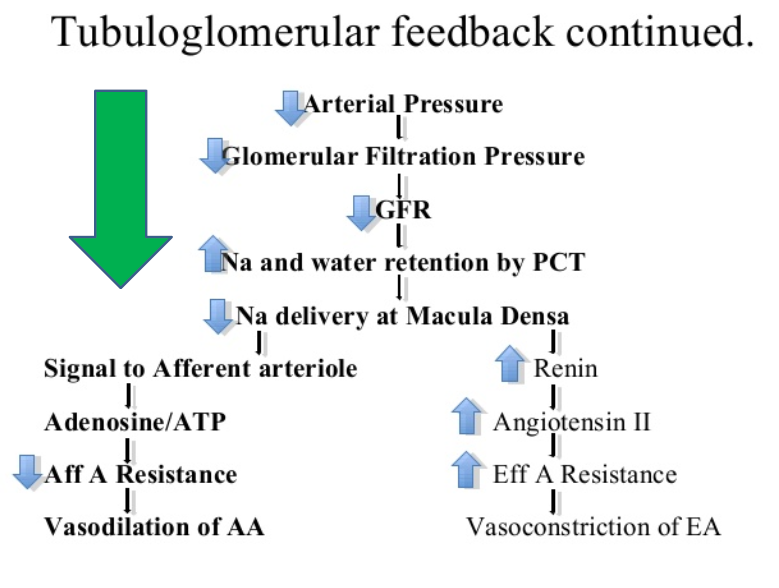 Tubuloglomerular feedback continued.
Arterial Pressure
Glomerular Filtration Pressure
GFR
Na and water retention by PCT
Na delivery at Macula Densa
Signal to Afferent arteriole
Renin
Adenosine/ATP
Angiotensin II
Aff A Resistance
Eff A Resistance
Vasodilation of AA
Vasoconstriction of EA